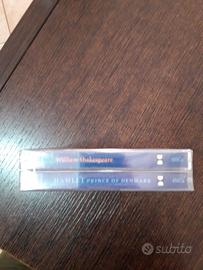 William Shakespeare
HAMLET PRINCE OF DENMARK
subito